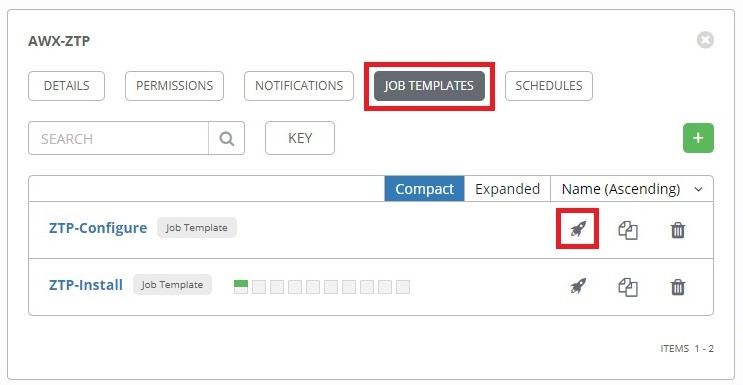 AWX-ZTP
DETAILS PERMISSIONS NOTIFICATIONS JOB TEMPLATES SCHEDULES
SEARCH KEY +
Compact Expanded Name (Ascending)
ZTP-Configure Job Template
ZTP-Install Job Template
ITEMS 1 - 2